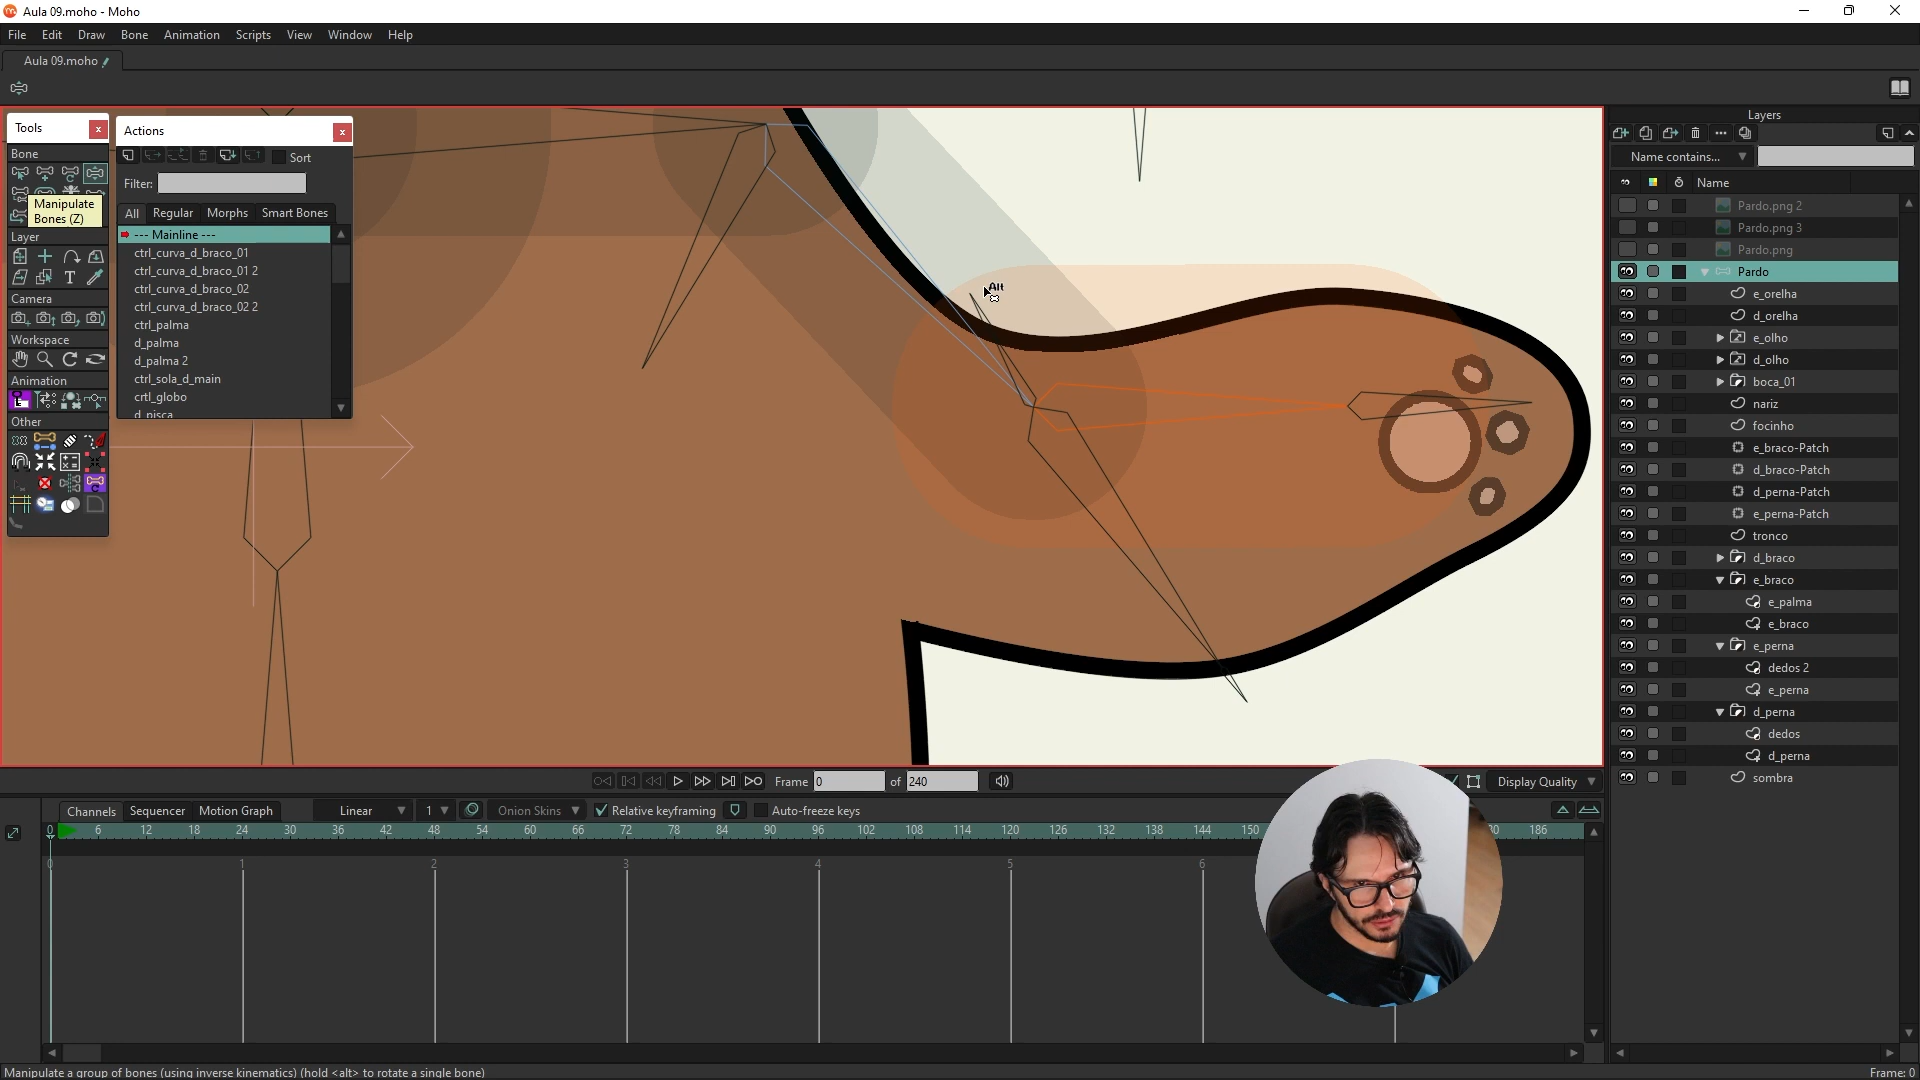 Aula 09.moho - Moho
File Edit Draw Bone Animation Scripts View Window Help
Aula 09.moho
Tools
Bone
Manipulate
Bones (Z)
Layer
Camera
Workspace
Animation
Other
Actions
Sort
Filter:
All Regular Morphs Smart Bones
--- Mainline ---
ctrl_curva_d_braco_01
ctrl_curva_d_braco_01 2
ctrl_curva_d_braco_02
ctrl_curva_d_braco_02 2
ctrl_palma
d_palma
d_palma 2
ctrl_sola_d_main
crtl_globo
d_pisca
Alt
Layers
Name contains...
Name
Pardo.png 2
Pardo.png 3
Pardo.png
Pardo
e_orelha
d_orelha
e_olho
d_olho
boca_01
nariz
focinho
e_braco-Patch
d_braco-Patch
d_perna-Patch
e_perna-Patch
tronco
d_braco
e_braco
e_palma
e_braco
e_perna
dedos 2
e_perna
d_perna
dedos
d_perna
sombra
Frame 0 of 240
Display Quality
Channels Sequencer Motion Graph Linear 1 Onion Skins Relative keyframing Auto-freeze keys
0 6 12 18 24 30 36 42 48 54 60 66 72 78 84 90 96 102 108 114 120 126 132 138 144 150 186
0 1 2 3 4 5 6
Manipulate a group of bones (using inverse kinematics) (hold <alt> to rotate a single bone)
Frame: 0